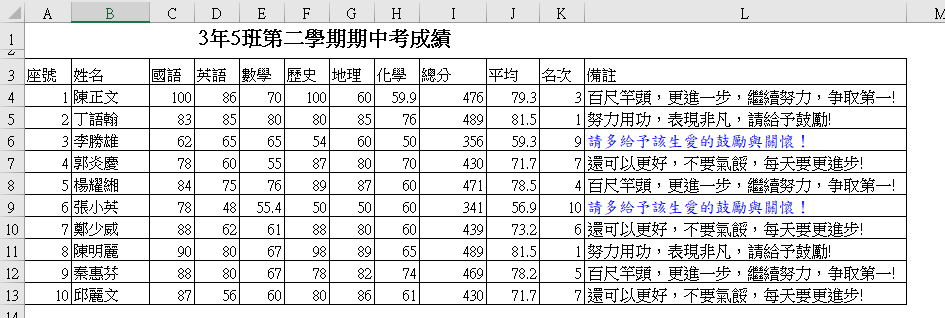 A B C D E F G H I J K L M
1 3年5班第二學期期中考成績
2
3 座號 姓名 國語 英語 數學 歷史 地理 化學 總分 平均 名次 備註
4 1 陳正文 100 86 70 100 60 59.9 476 79.3 3 百尺竿頭，更進一步，繼續努力，爭取第一!
5 2 丁語翰 83 85 80 80 85 76 489 81.5 1 努力用功，表現非凡，請給予鼓勵!
6 3 李勝雄 62 65 65 54 60 50 356 59.3 9 請多給予該生愛的鼓勵與關懷！
7 4 郭炎慶 78 60 55 87 80 70 430 71.7 7 還可以更好，不要氣餒，每天要更進步!
8 5 楊耀緗 84 75 76 89 87 60 471 78.5 4 百尺竿頭，更進一步，繼續努力，爭取第一!
9 6 張小英 78 48 55.4 50 50 60 341 56.9 10 請多給予該生愛的鼓勵與關懷！
10 7 鄭少威 88 62 61 88 80 60 439 73.2 6 還可以更好，不要氣餒，每天要更進步!
11 8 陳明麗 90 80 67 98 89 65 489 81.5 1 努力用功，表現非凡，請給予鼓勵!
12 9 秦惠芬 88 80 67 78 82 74 469 78.2 5 百尺竿頭，更進一步，繼續努力，爭取第一!
13 10 邱麗文 87 56 60 80 86 61 430 71.7 7 還可以更好，不要氣餒，每天要更進步!
14